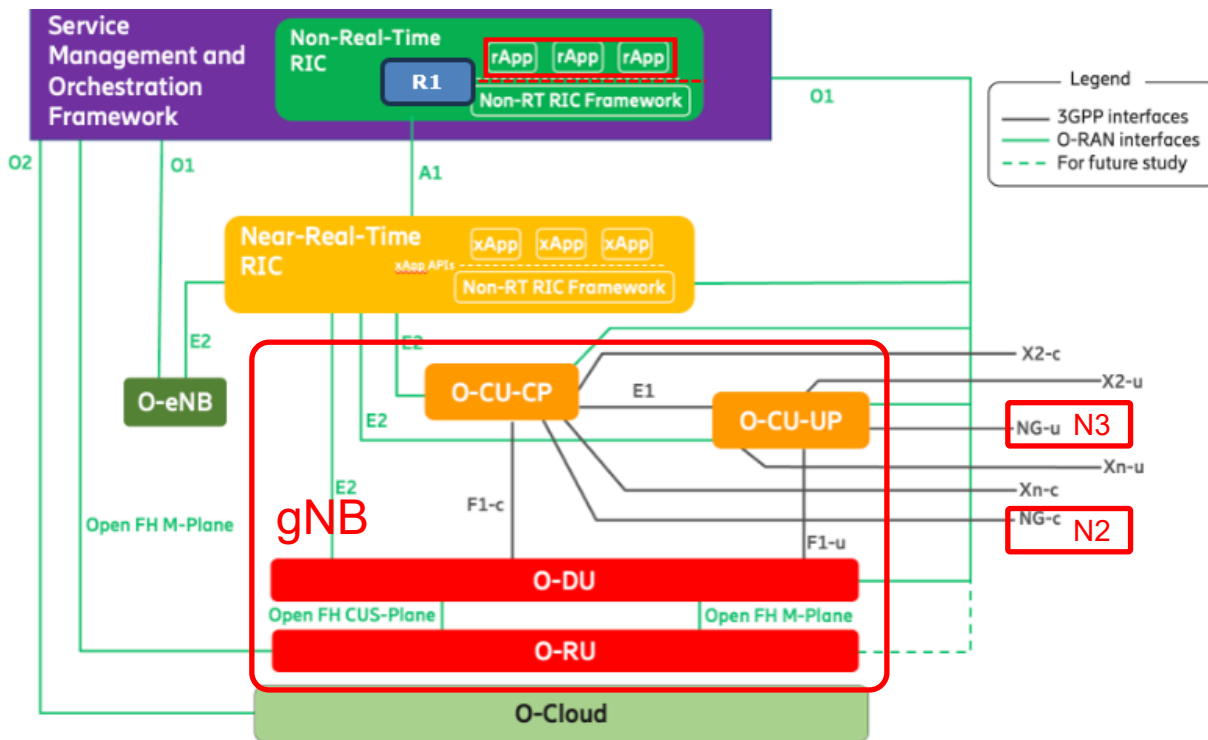 Service
Management and
Orchestration
Framework
Non-Real-Time
RIC
rApp rApp rApp
R1
Non-RT RIC Framework
O1
Legend
3GPP interfaces
O-RAN interfaces
For future study
O2
O1
A1
Near-Real-Time
RIC
xApp xApp xApp
xApp APIs
Non-RT RIC Framework
E2
E2
O-eNB
O-CU-CP
E1
O-CU-UP
X2-c
X2-u
NG-u N3
Xn-u
Xn-c
NG-c N2
E2
E2
F1-c
F1-u
gNB
Open FH M-Plane
O-DU
Open FH CUS-Plane
Open FH M-Plane
O-RU
O-Cloud